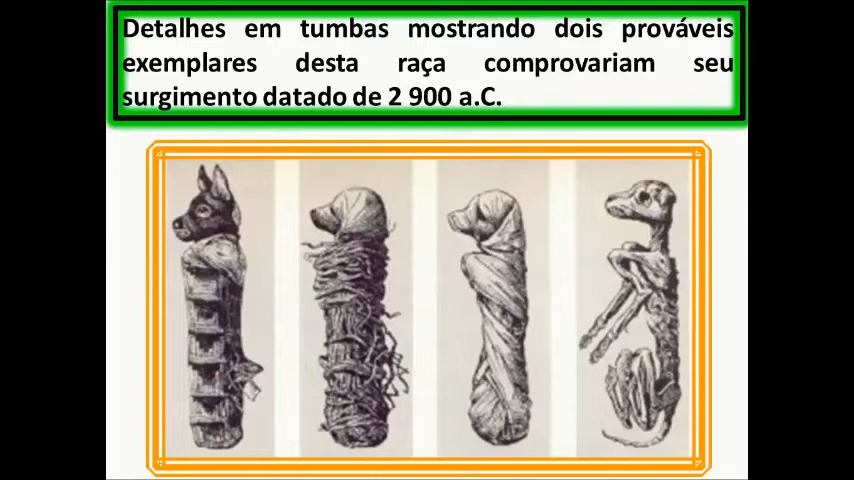 Detalhes em tumbas mostrando dois prováveis
exemplares desta raça comprovariam seu
surgimento datado de 2 900 a.C.